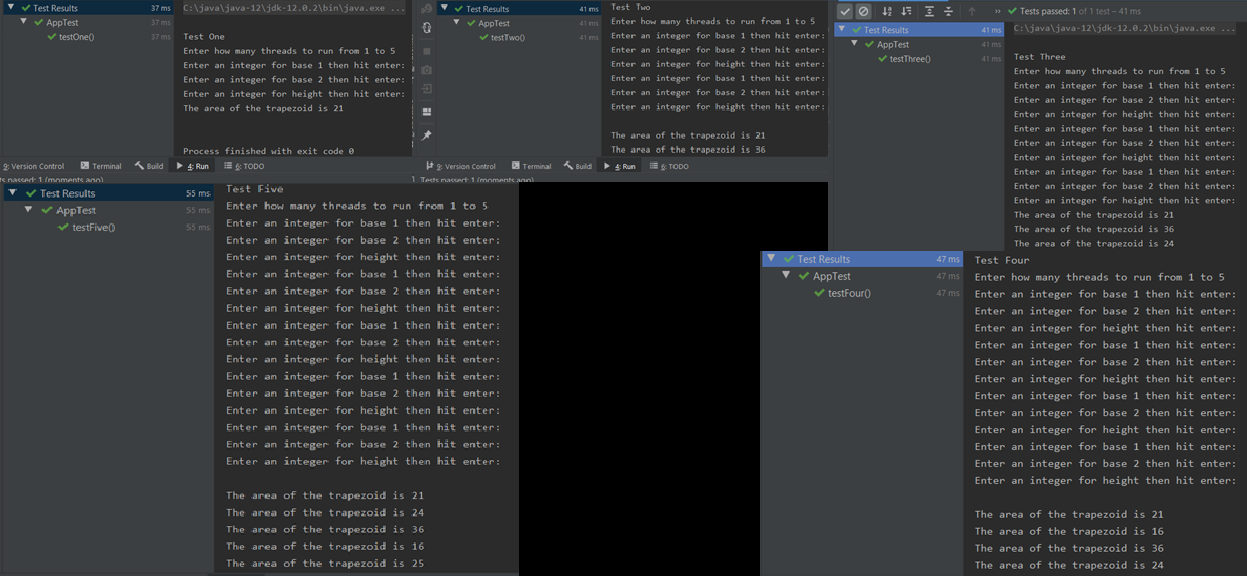 Test Results 37 ms
AppTest 37 ms
testOne() 37 ms
C:\java\java-12\jdk-12.0.2\bin\java.exe ...
Test One
Enter how many threads to run from 1 to 5
Enter an integer for base 1 then hit enter:
Enter an integer for base 2 then hit enter:
Enter an integer for height then hit enter:
The area of the trapezoid is 21
Process finished with exit code 0
9: Version Control Terminal Build 4: Run 6: TODO
ts passed: 1 (moments ago)
Test Results 41 ms
AppTest 41 ms
testTwo() 41 ms
Test Two
Enter how many threads to run from 1 to 5
Enter an integer for base 1 then hit enter:
Enter an integer for base 2 then hit enter:
Enter an integer for height then hit enter:
Enter an integer for base 1 then hit enter:
Enter an integer for base 2 then hit enter:
Enter an integer for height then hit enter:
The area of the trapezoid is 21
The area of the trapezoid is 36
9: Version Control Terminal Build 4: Run 6: TODO
Tests passed: 1 (moments ago)
Tests passed: 1 of 1 test – 41 ms
Test Results 41 ms
AppTest 41 ms
testThree() 41 ms
C:\java\java-12\jdk-12.0.2\bin\java.exe ...
Test Three
Enter how many threads to run from 1 to 5
Enter an integer for base 1 then hit enter:
Enter an integer for base 2 then hit enter:
Enter an integer for height then hit enter:
Enter an integer for base 1 then hit enter:
Enter an integer for base 2 then hit enter:
Enter an integer for height then hit enter:
Enter an integer for base 1 then hit enter:
Enter an integer for base 2 then hit enter:
Enter an integer for height then hit enter:
The area of the trapezoid is 21
The area of the trapezoid is 36
The area of the trapezoid is 24
Test Results 55 ms
AppTest 55 ms
testFive() 55 ms
Test Five
Enter how many threads to run from 1 to 5
Enter an integer for base 1 then hit enter:
Enter an integer for base 2 then hit enter:
Enter an integer for height then hit enter:
Enter an integer for base 1 then hit enter:
Enter an integer for base 2 then hit enter:
Enter an integer for height then hit enter:
Enter an integer for base 1 then hit enter:
Enter an integer for base 2 then hit enter:
Enter an integer for height then hit enter:
Enter an integer for base 1 then hit enter:
Enter an integer for base 2 then hit enter:
Enter an integer for height then hit enter:
Enter an integer for base 1 then hit enter:
Enter an integer for base 2 then hit enter:
Enter an integer for height then hit enter:
The area of the trapezoid is 21
The area of the trapezoid is 24
The area of the trapezoid is 36
The area of the trapezoid is 16
The area of the trapezoid is 25
Test Results 47 ms
AppTest 47 ms
testFour() 47 ms
Test Four
Enter how many threads to run from 1 to 5
Enter an integer for base 1 then hit enter:
Enter an integer for base 2 then hit enter:
Enter an integer for height then hit enter:
Enter an integer for base 1 then hit enter:
Enter an integer for base 2 then hit enter:
Enter an integer for height then hit enter:
Enter an integer for base 1 then hit enter:
Enter an integer for base 2 then hit enter:
Enter an integer for height then hit enter:
Enter an integer for base 1 then hit enter:
Enter an integer for base 2 then hit enter:
Enter an integer for height then hit enter:
The area of the trapezoid is 21
The area of the trapezoid is 16
The area of the trapezoid is 36
The area of the trapezoid is 24